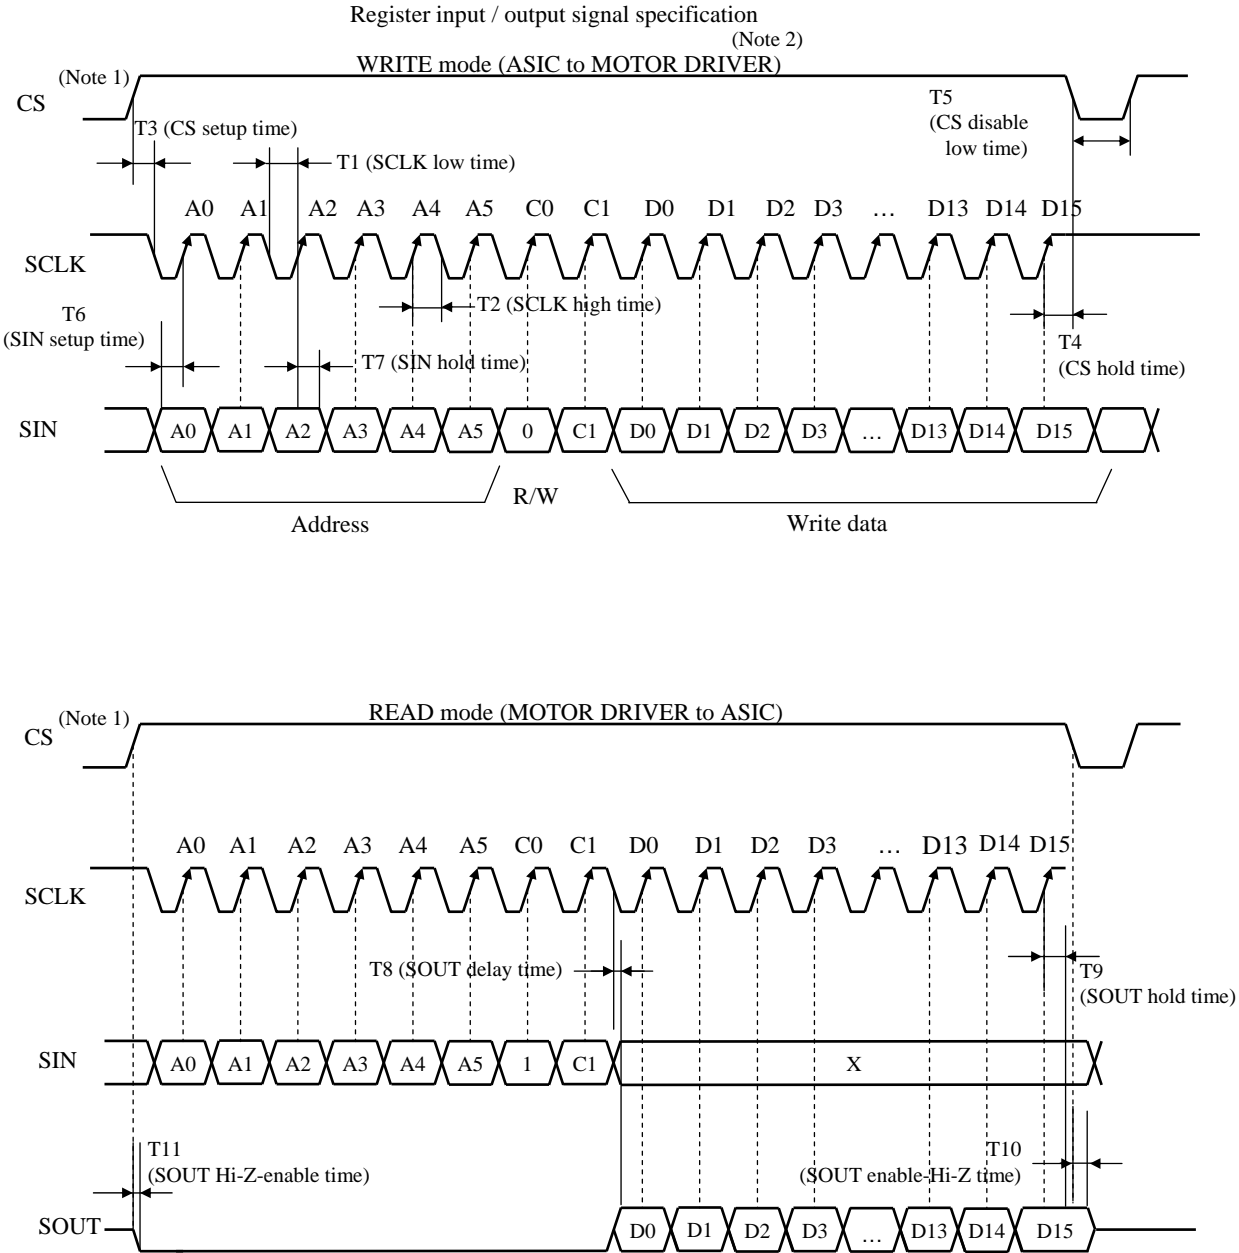 Register input / output signal specification
(Note 2)
WRITE mode (ASIC to MOTOR DRIVER)
(Note 1)
CS
T5
(CS disable
low time)
T3 (CS setup time)
T1 (SCLK low time)
A0 A1 A2 A3 A4 A5 C0 C1 D0 D1 D2 D3 … D13 D14 D15
SCLK
T2 (SCLK high time)
T6
(SIN setup time)
T4
(CS hold time)
T7 (SIN hold time)
SIN
A0 A1 A2 A3 A4 A5 0 C1 D0 D1 D2 D3 … D13 D14 D15
R/W
Address
Write data
READ mode (MOTOR DRIVER to ASIC)
(Note 1)
CS
A0 A1 A2 A3 A4 A5 C0 C1 D0 D1 D2 D3 … D13 D14 D15
SCLK
T8 (SOUT delay time)
T9
(SOUT hold time)
SIN
A0 A1 A2 A3 A4 A5 1 C1 X
T11
(SOUT Hi-Z-enable time)
T10
(SOUT enable-Hi-Z time)
SOUT
D0 D1 D2 D3 … D13 D14 D15